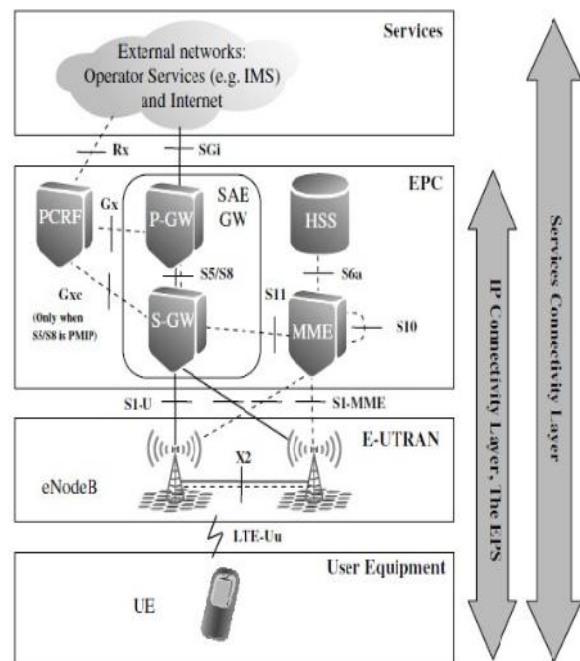 Services
External networks:
Operator Services (e.g. IMS)
and Internet
Rx
SGi
EPC
SAE
GW
PCRF
Gx
P-GW
HSS
S5/S8
S6a
Gxc
(Only when
S5/S8 is PMIP)
S-GW
S11
MME
S10
S1-U
S1-MME
E-UTRAN
X2
eNodeB
LTE-Uu
User Equipment
UE
IP Connectivity Layer, The EPS
Services Connectivity Layer